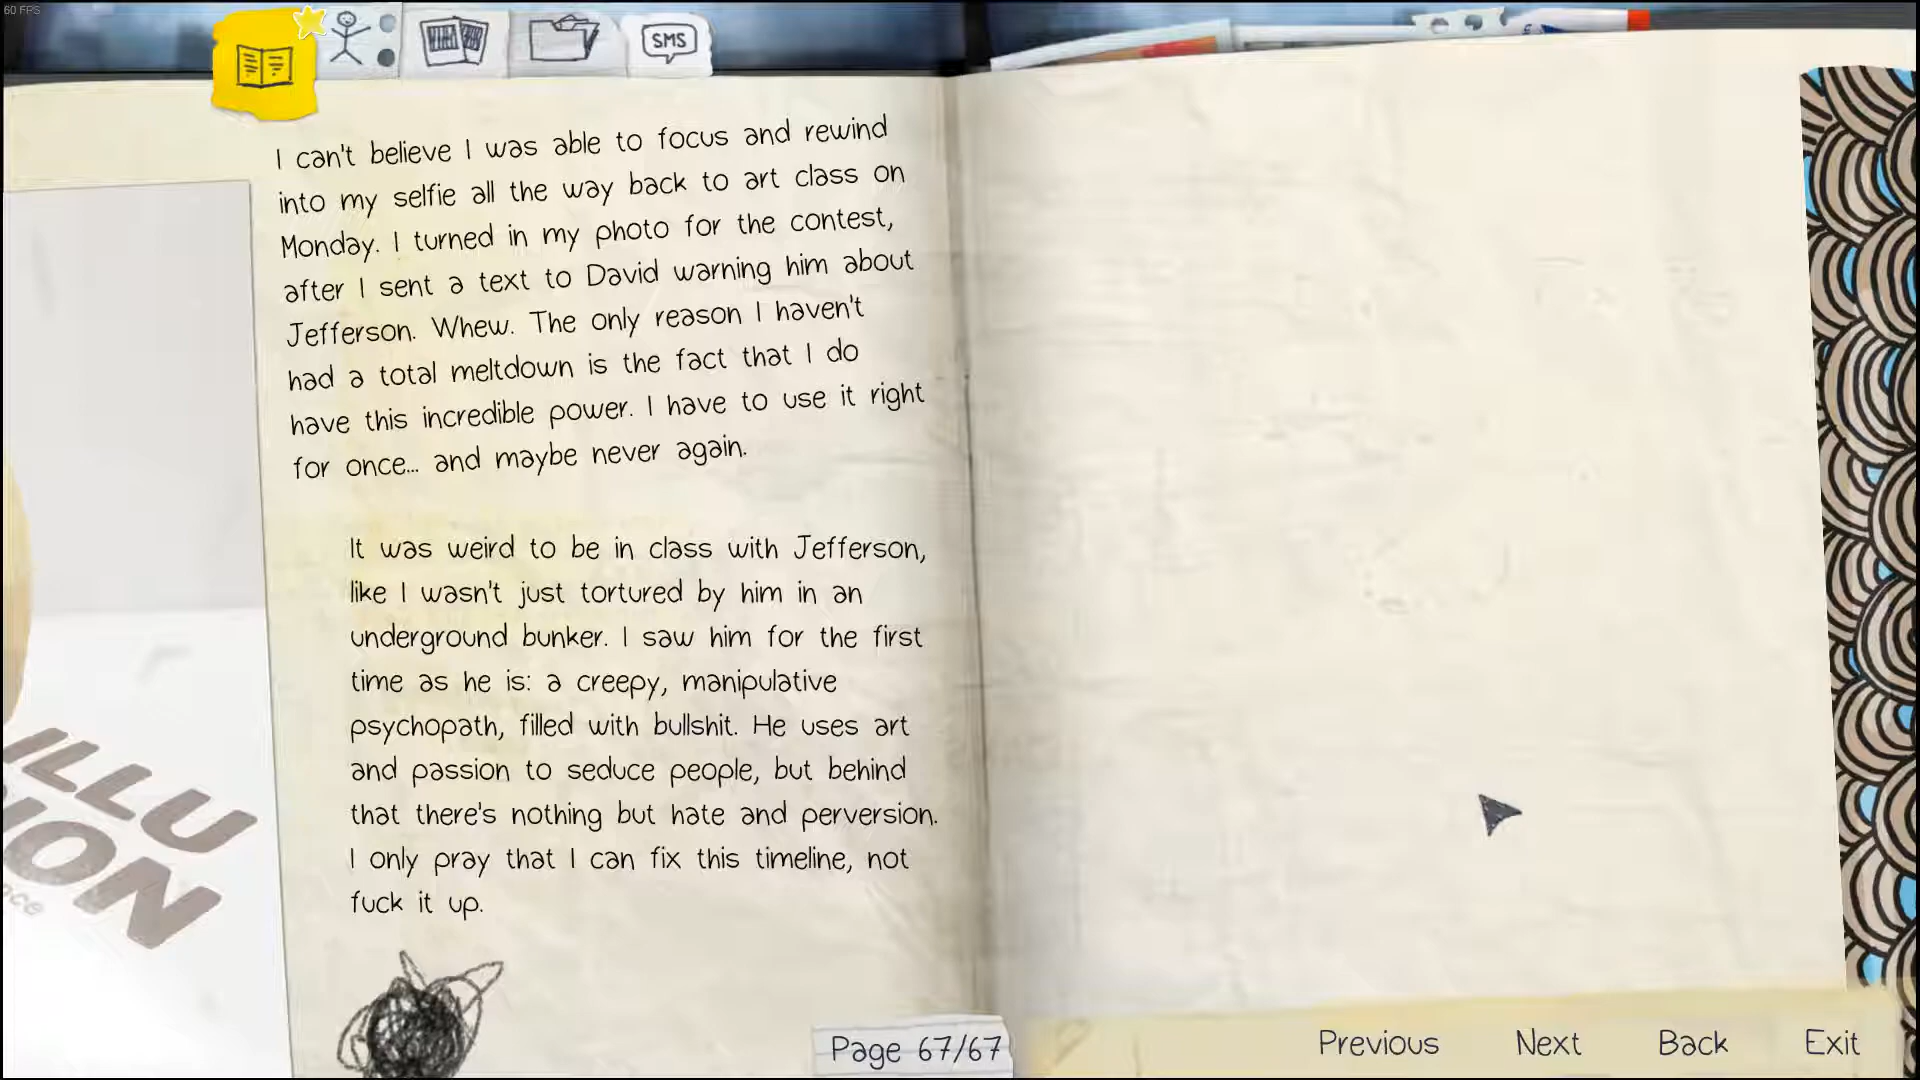 60 FPS
SMS
I can't believe I was able to focus and rewind
into my selfie all the way back to art class on
Monday. I turned in my photo for the contest,
after I sent a text to David warning him about
Jefferson. Whew. The only reason I haven't
had a total meltdown is the fact that I do
have this incredible power. I have to use it right
for once... and maybe never again.
It was weird to be in class with Jefferson,
like I wasn't just tortured by him in an
underground bunker. I saw him for the first
time as he is: a creepy, manipulative
psychopath, filled with bullshit. He uses art
and passion to seduce people, but behind
that there's nothing but hate and perversion.
I only pray that I can fix this timeline, not
fuck it up.
ILLU
ION
nce
Page 67/67
Previous Next Back Exit